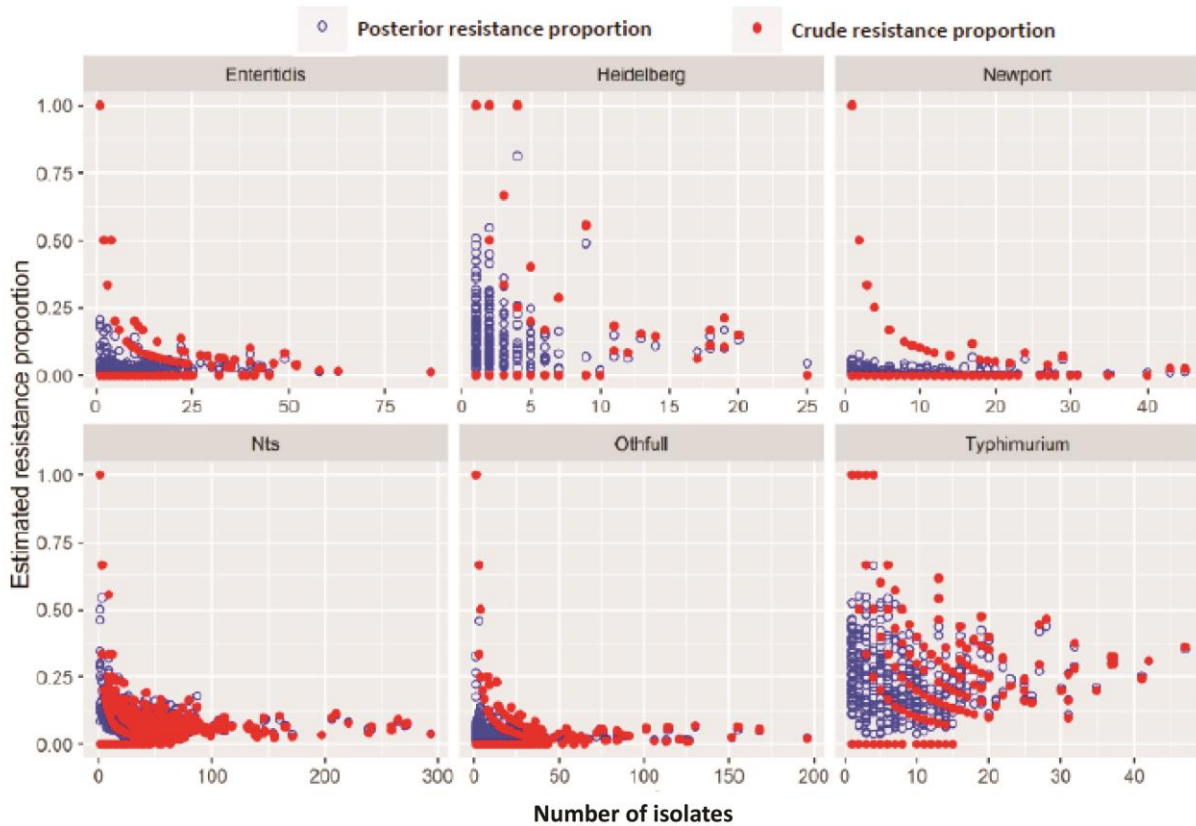 Posterior resistance proportion Crude resistance proportion
Enteritidis Heidelberg Newport
1.00
0.75
0.50
0.25
0.00
0 25 50 75 0 5 10 15 20 25 0 10 20 30 40
Nts Othfull Typhimurium
1.00
0.75
0.50
0.25
0.00
0 100 200 300 0 50 100 150 200 0 10 20 30 40
Estimated resistance proportion
Number of isolates